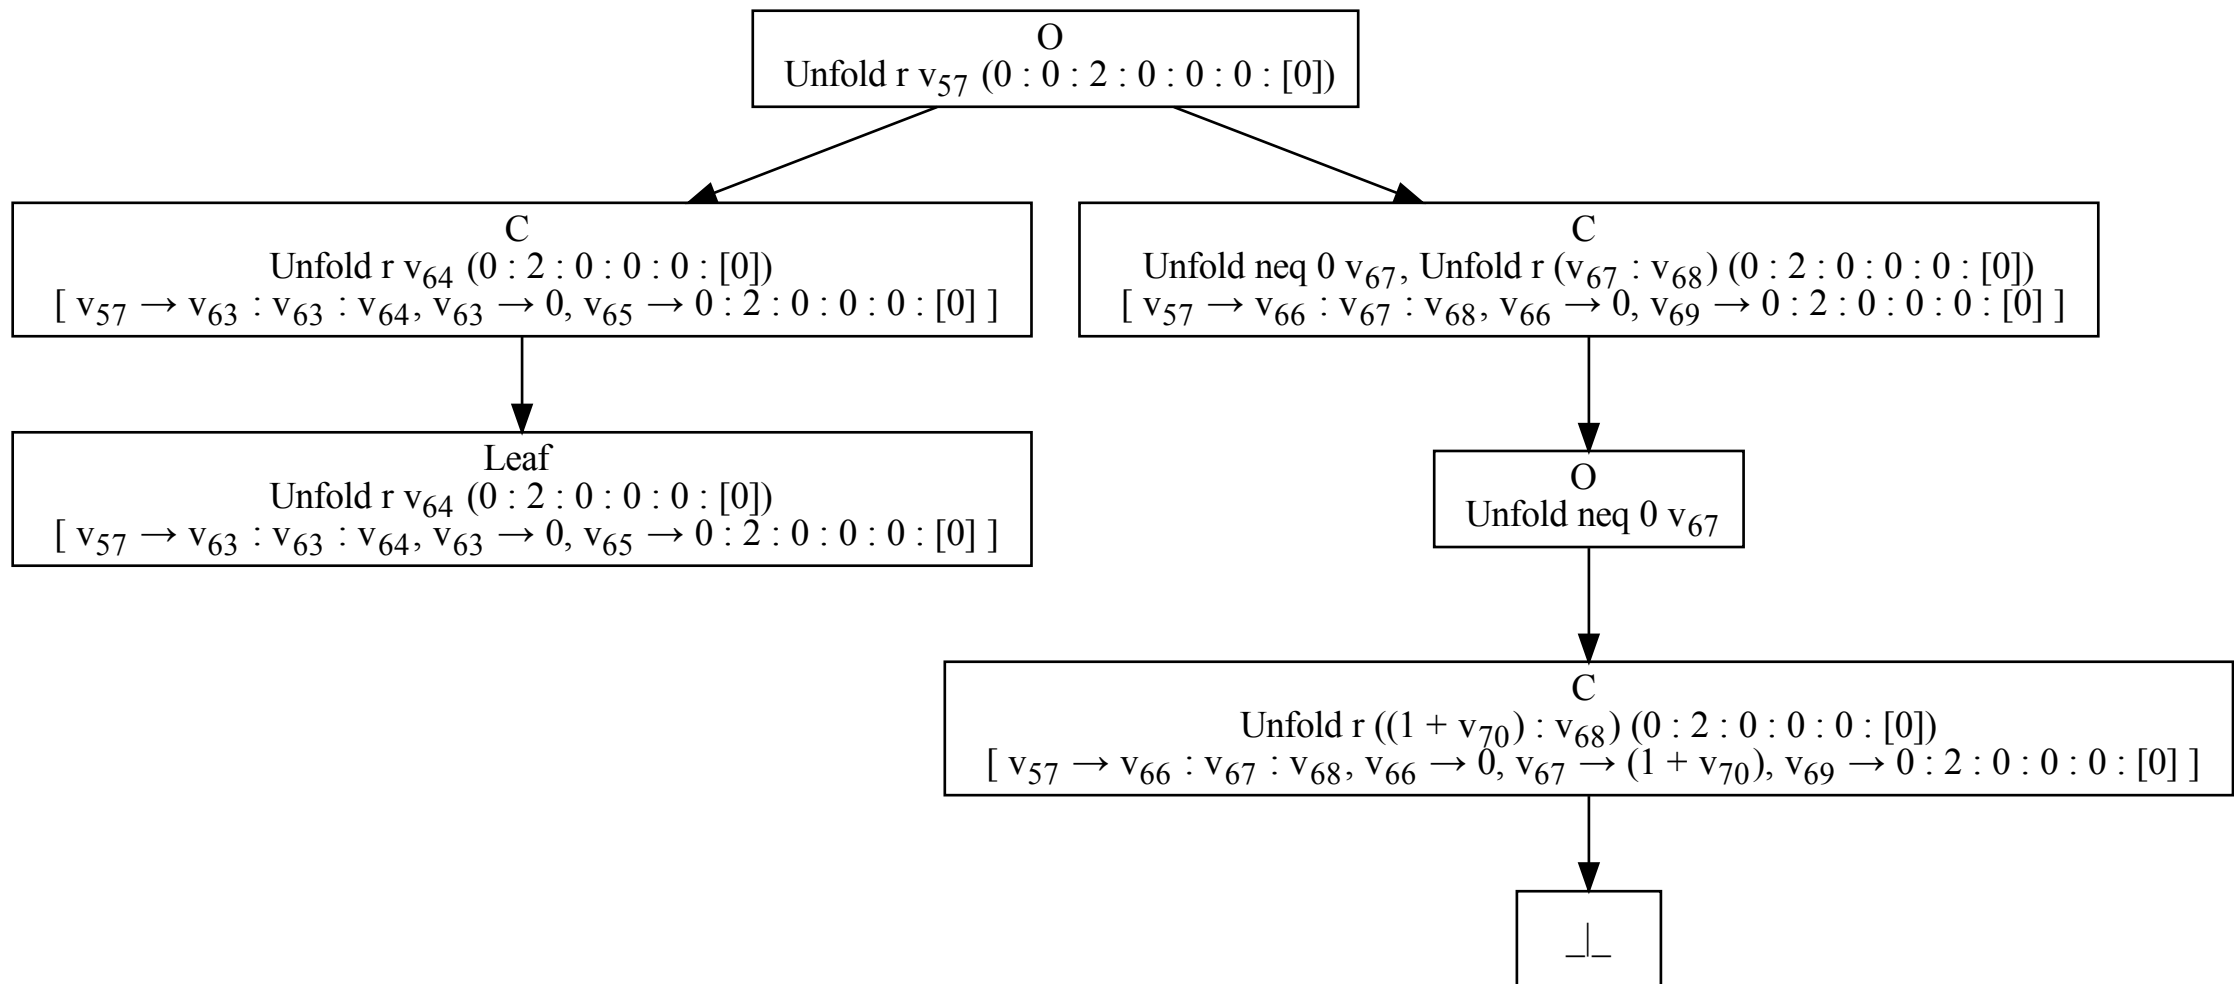 O
Unfold r v₅₇ (0 : 0 : 2 : 0 : 0 : 0 : [0])
C
Unfold r v₆₄ (0 : 2 : 0 : 0 : 0 : [0])
[ v₅₇ → v₆₃ : v₆₃ : v₆₄, v₆₃ → 0, v₆₅ → 0 : 2 : 0 : 0 : 0 : [0] ]
C
Unfold neq 0 v₆₇, Unfold r (v₆₇ : v₆₈) (0 : 2 : 0 : 0 : 0 : [0])
[ v₅₇ → v₆₆ : v₆₇ : v₆₈, v₆₆ → 0, v₆₉ → 0 : 2 : 0 : 0 : 0 : [0] ]
Leaf
Unfold r v₆₄ (0 : 2 : 0 : 0 : 0 : [0])
[ v₅₇ → v₆₃ : v₆₃ : v₆₄, v₆₃ → 0, v₆₅ → 0 : 2 : 0 : 0 : 0 : [0] ]
O
Unfold neq 0 v₆₇
C
Unfold r ((1 + v₇₀) : v₆₈) (0 : 2 : 0 : 0 : 0 : [0])
[ v₅₇ → v₆₆ : v₆₇ : v₆₈, v₆₆ → 0, v₆₇ → (1 + v₇₀), v₆₉ → 0 : 2 : 0 : 0 : 0 : [0] ]
_|_